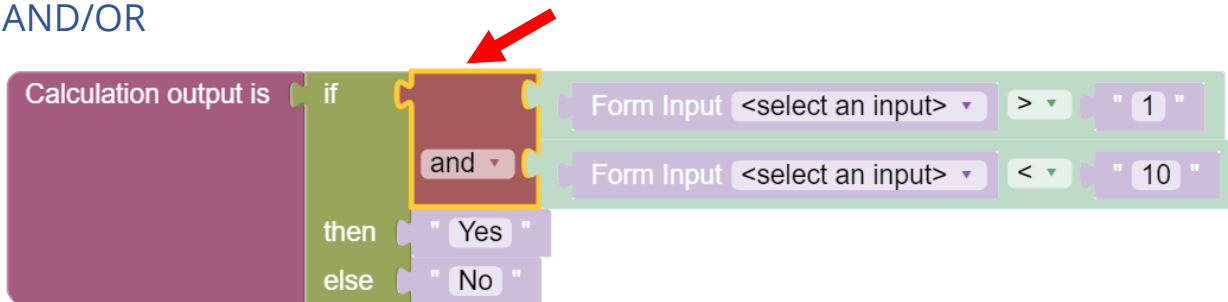 AND/OR
Calculation output is if Form Input <select an input> > " 1 "
and Form Input <select an input> < " 10 "
then " Yes "
else " No "